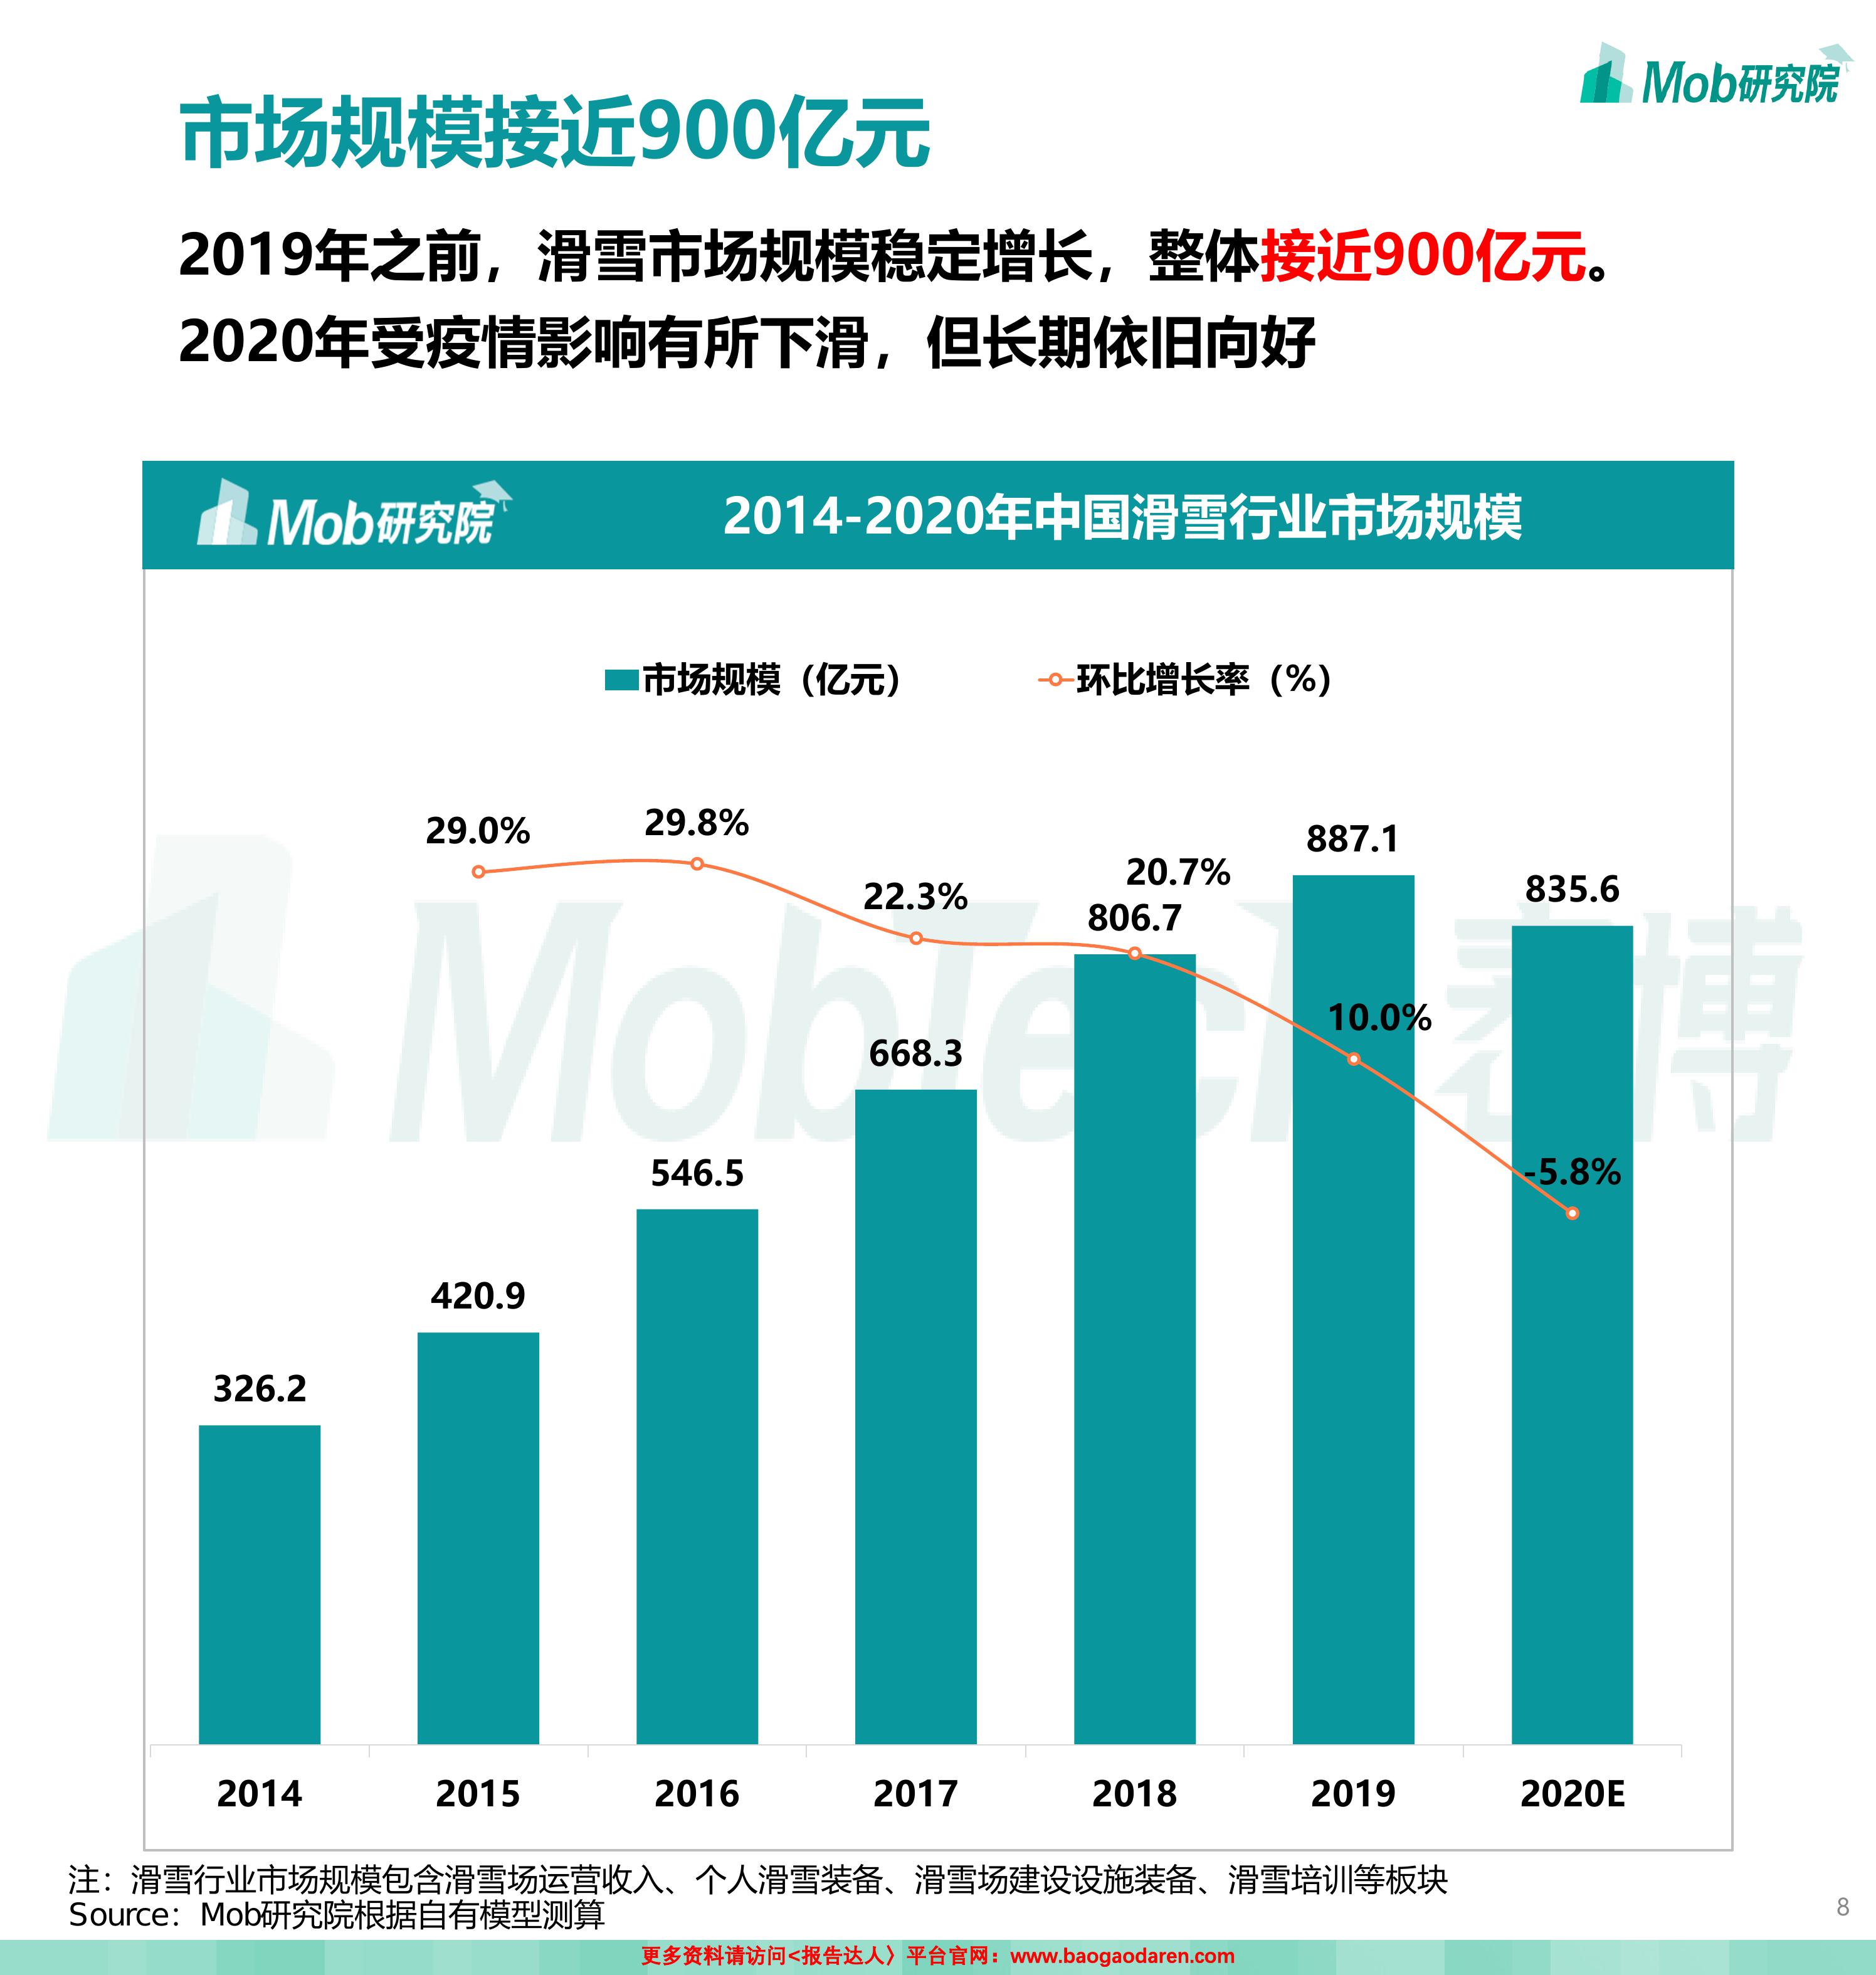 Mob研究院
市场规模接近900亿元
2019年之前，滑雪市场规模稳定增长，整体接近900亿元。
2020年受疫情影响有所下滑，但长期依旧向好
Mob研究院
2014-2020年中国滑雪行业市场规模
市场规模（亿元）
环比增长率（%）
29.0%
29.8%
22.3%
20.7%
10.0%
-5.8%
326.2
420.9
546.5
668.3
806.7
887.1
835.6
MobTech 袤博
2014
2015
2016
2017
2018
2019
2020E
注：滑雪行业市场规模包含滑雪场运营收入、个人滑雪装备、滑雪场建设设施装备、滑雪培训等板块
Source：Mob研究院根据自有模型测算
8
更多资料请访问<报告达人〉平台官网：www.baogaodaren.com